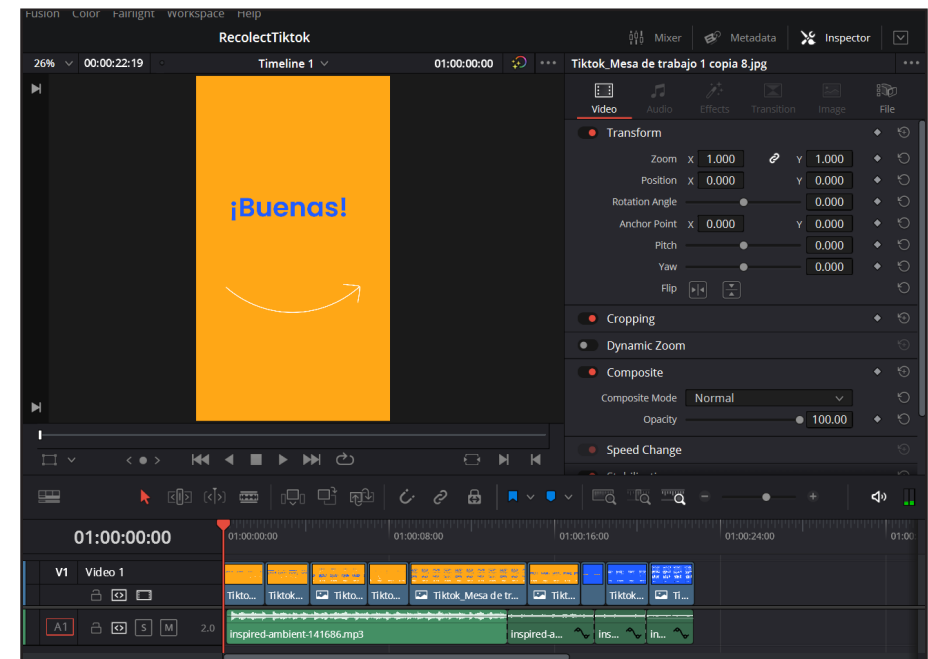 Fusion Color Fairlight Workspace Help
RecolectTiktok
Mixer
Metadata
Inspector
26%
00:00:22:19
Timeline 1
01:00:00:00
Tiktok_Mesa de trabajo 1 copia 8.jpg
Video
Audio
Effects
Transition
Image
File
¡Buenas!
Transform
Zoom X 1.000 Y 1.000
Position X 0.000 Y 0.000
Rotation Angle 0.000
Anchor Point X 0.000 Y 0.000
Pitch 0.000
Yaw 0.000
Flip
Cropping
Dynamic Zoom
Composite
Composite Mode Normal
Opacity 100.00
Speed Change
01:00:00:00
01:00:00:00
01:00:08:00
01:00:16:00
01:00:24:00
01:00:
V1 Video 1
Tikto...
Tiktok...
Tikto...
Tikto...
Tiktok_Mesa de tr...
Tikt...
Tiktok...
Ti...
A1 S M 2.0
inspired-ambient-141686.mp3
inspired-a...
ins...
in...